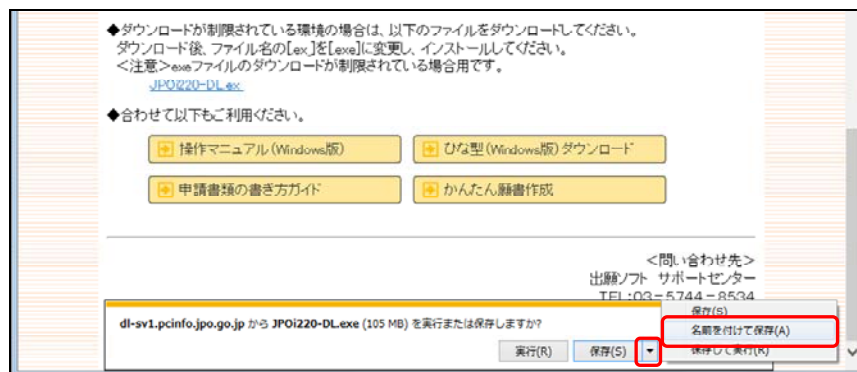 ◆ダウンロードが制限されている環境の場合は、以下のファイルをダウンロードしてください。
ダウンロード後、ファイル名の[ex_]を[exe]に変更し、インストールしてください。
<注意>exeファイルのダウンロードが制限されている場合用です。
JPOi220-DL.ex_
◆合わせて以下もご利用ください。
操作マニュアル(Windows版)
ひな型(Windows版)ダウンロード
申請書類の書き方ガイド
かんたん願書作成
<問い合わせ先>
出願ソフト サポートセンター
TEL:03-5744-8534
保存(S)
名前を付けて保存(A)
保存して実行(R)
dl-sv1.pcinfo.jpo.go.jp から JPOi220-DL.exe (105 MB) を実行または保存しますか?
実行(R)
保存(S)